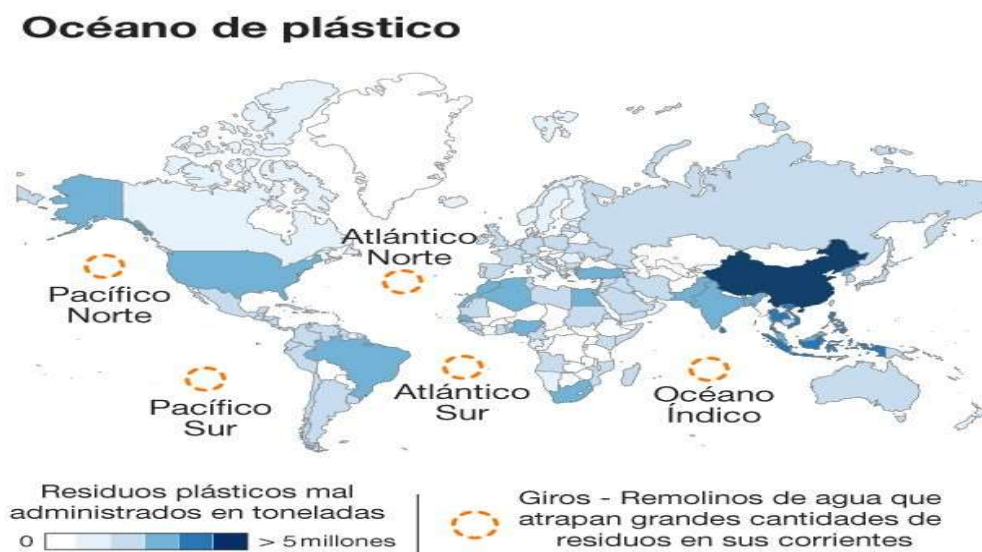 Océano de plástico
Atlántico
Norte
Pacífico
Norte
Pacífico
Sur
Atlántico
Sur
Océano
Índico
Residuos plásticos mal
administrados en toneladas
0 > 5 millones
Giros - Remolinos de agua que
atrapan grandes cantidades de
residuos en sus corrientes